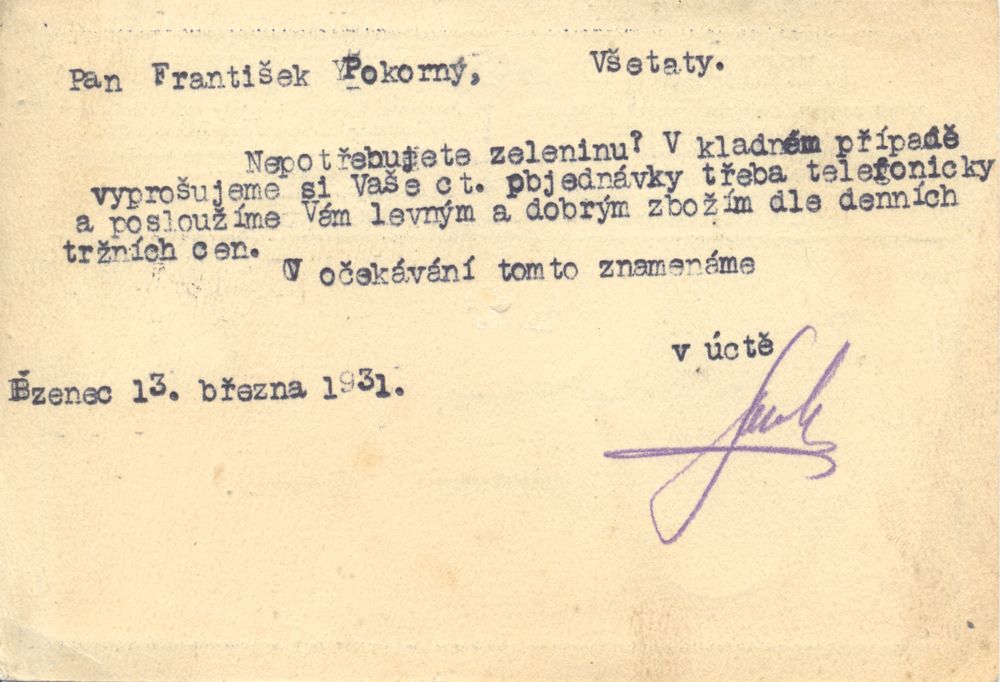 Pan František Pokorný, Všetaty.
Nepotřebujete zeleninu? V kladném případě
vyprošujeme si Vaše ct. objednávky třeba telefonicky
a posloužíme Vám levným a dobrým zbožím dle denních
tržních cen.
V očekávání tomto znamenáme
v úctě
Bzenec 13. března 1931.